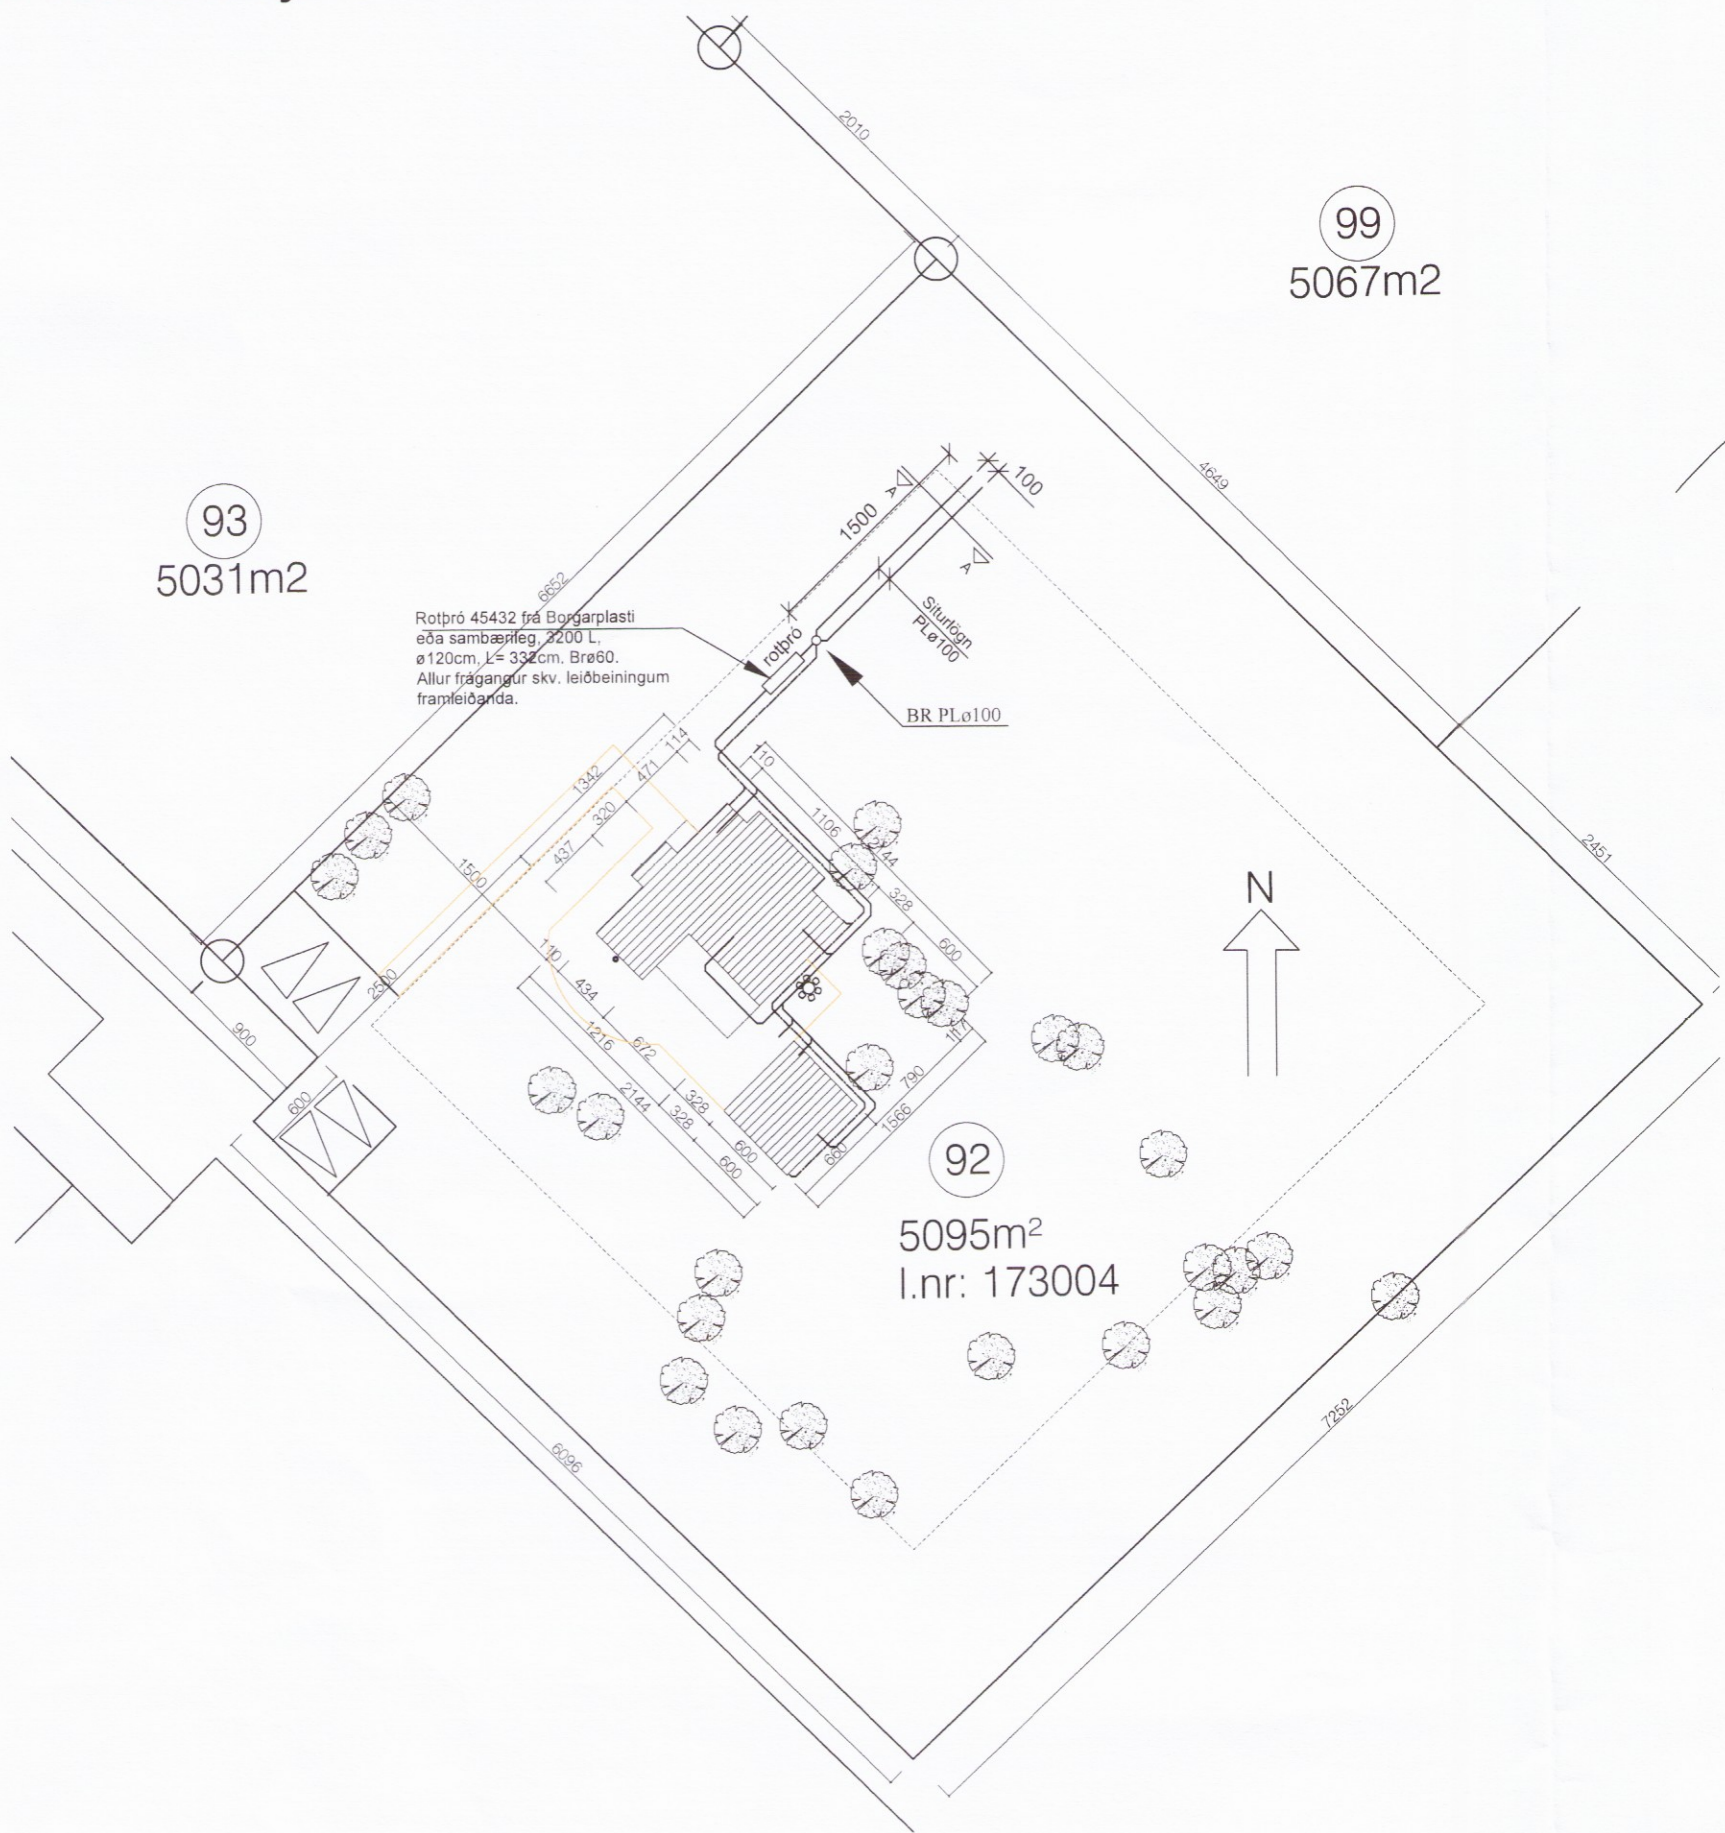 2010
99
5067m2
4649
100
A
1500
A
93
5031m2
6652
Rotþró 45432 frá Borgarplasti
eða sambærileg, 3200 L,
ø120cm, L= 332cm, Brø60.
Allur frágangur skv. leiðbeiningum
framleiðanda.
rotþró
Siturlögn
PLø100
BR PLø100
114
471
1342
320
437
110
1106
2144
328
600
2451
1500
N
2500
900
110
434
1216
672
2144
328
328
600
600
117
790
1566
660
600
92
5095m²
l.nr: 173004
7252
6096